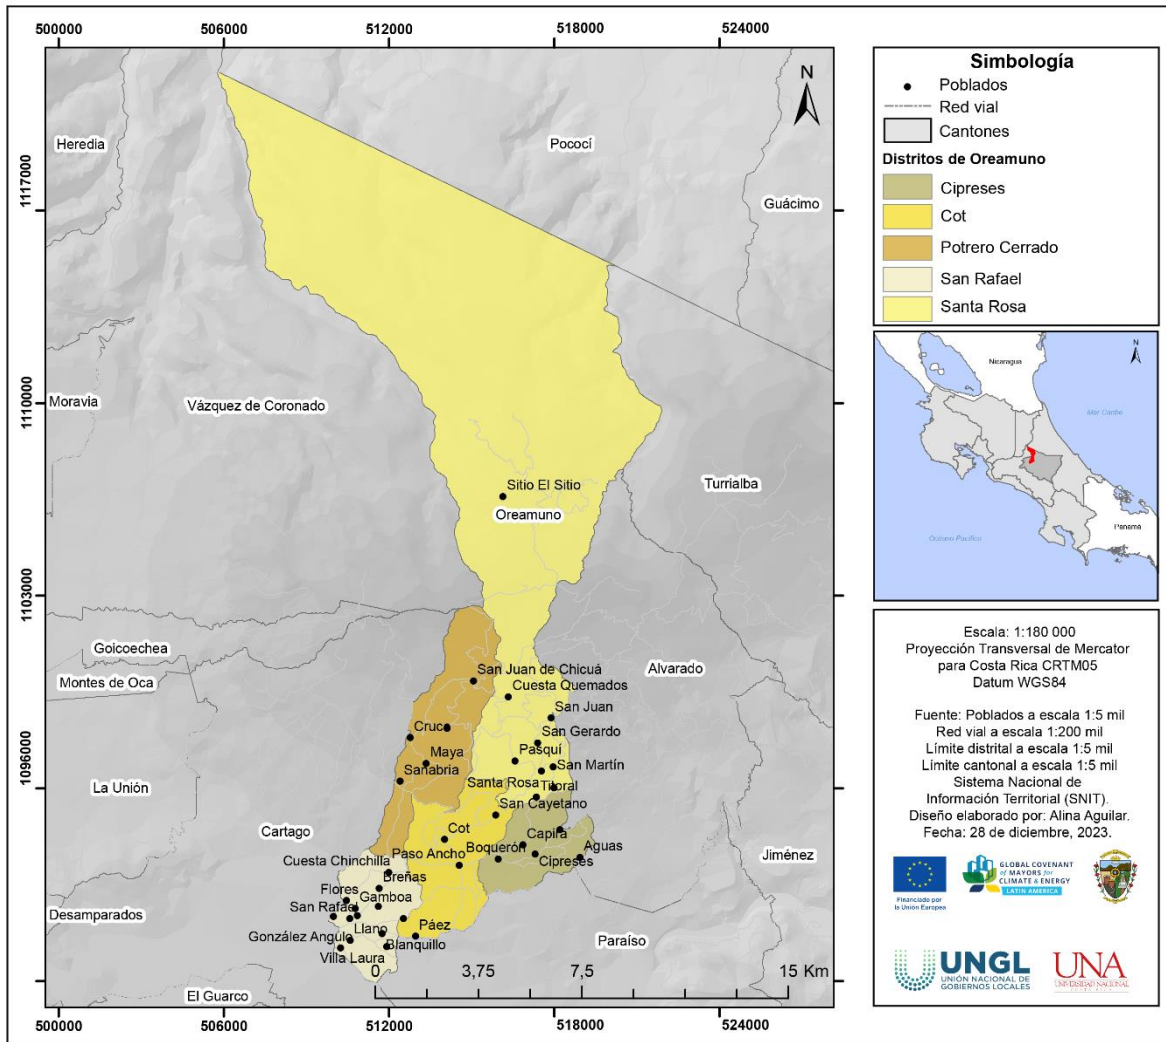 500000
506000
512000
518000
524000
N
Heredia
Pococí
Guácimo
1117000
Moravia
Vázquez de Coronado
1110000
Turrialba
Sitio El Sitio
Oreamuno
1103000
Goicoechea
Montes de Oca
Alvarado
San Juan de Chicuá
Cuesta Quemados
San Juan
Cruce
San Gerardo
Maya
Pasquí
San Martín
Sanabria
1096000
La Unión
Santa Rosa
Titoral
San Cayetano
Cartago
Cot
Capira
Boquerón
Aguas
Cuesta Chinchilla
Paso Ancho
Cipreses
Jiménez
Breñas
Flores
Gamboa
San Rafael
Desamparados
Llano
Páez
González Angulo
Blanquillo
Paraíso
Villa Laura
0
3,75
7,5
15 Km
El Guarco
500000
506000
512000
518000
524000
Simbología
Poblados
Red vial
Cantones
Distritos de Oreamuno
Cipreses
Cot
Potrero Cerrado
San Rafael
Santa Rosa
N
Nicaragua
Mar Caribe
Océano Pacífico
Panamá
Escala: 1:180 000
Proyección Transversal de Mercator
para Costa Rica CRTM05
Datum WGS84
Fuente: Poblados a escala 1:5 mil
Red vial a escala 1:200 mil
Límite distrital a escala 1:5 mil
Límite cantonal a escala 1:5 mil
Sistema Nacional de
Información Territorial (SNIT).
Diseño elaborado por: Alina Aguilar.
Fecha: 28 de diciembre, 2023.
Financiado por
la Unión Europea
GLOBAL COVENANT
of MAYORS for
CLIMATE & ENERGY
LATIN AMERICA
UNGL
UNIÓN NACIONAL DE
GOBIERNOS LOCALES
UNA
UNIVERSIDAD NACIONAL
COSTA RICA